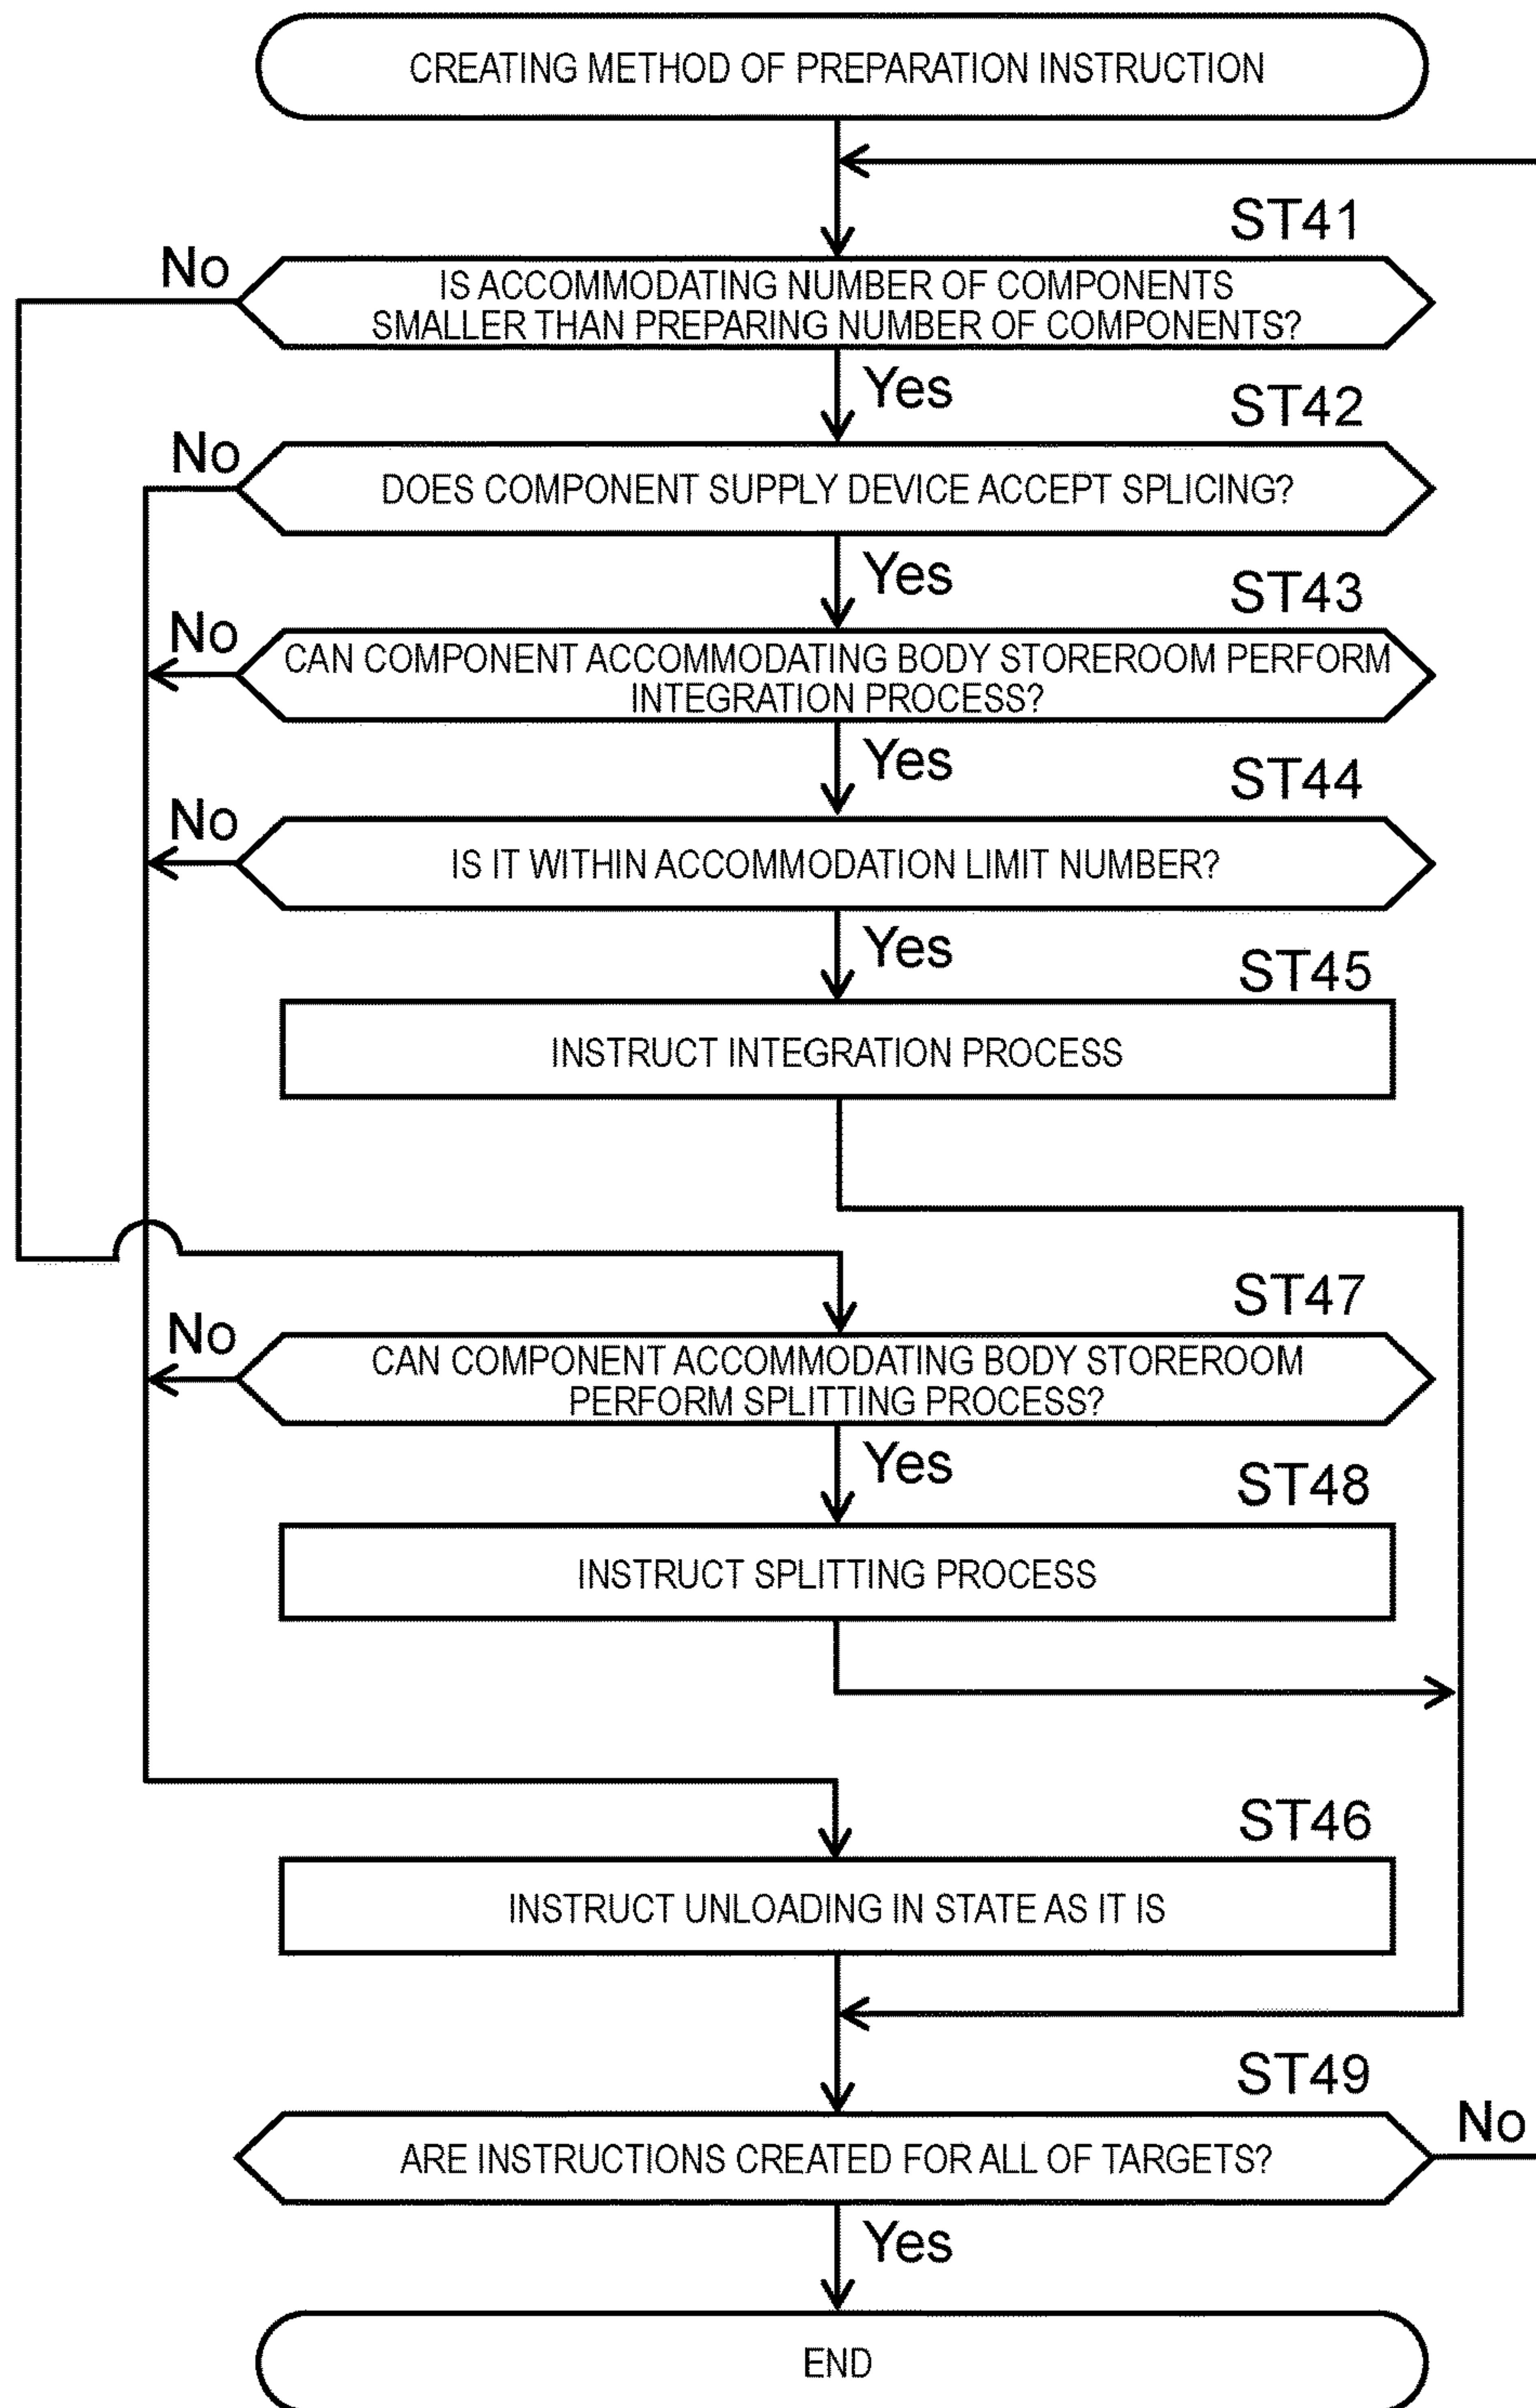 CREATING METHOD OF PREPARATION INSTRUCTION
ST41
No
IS ACCOMMODATING NUMBER OF COMPONENTS
SMALLER THAN PREPARING NUMBER OF COMPONENTS?
Yes
ST42
No
DOES COMPONENT SUPPLY DEVICE ACCEPT SPLICING?
Yes
ST43
No
CAN COMPONENT ACCOMMODATING BODY STOREROOM PERFORM
INTEGRATION PROCESS?
Yes
ST44
No
IS IT WITHIN ACCOMMODATION LIMIT NUMBER?
Yes
ST45
INSTRUCT INTEGRATION PROCESS
ST47
No
CAN COMPONENT ACCOMMODATING BODY STOREROOM
PERFORM SPLITTING PROCESS?
Yes
ST48
INSTRUCT SPLITTING PROCESS
ST46
INSTRUCT UNLOADING IN STATE AS IT IS
ST49
No
ARE INSTRUCTIONS CREATED FOR ALL OF TARGETS?
Yes
END